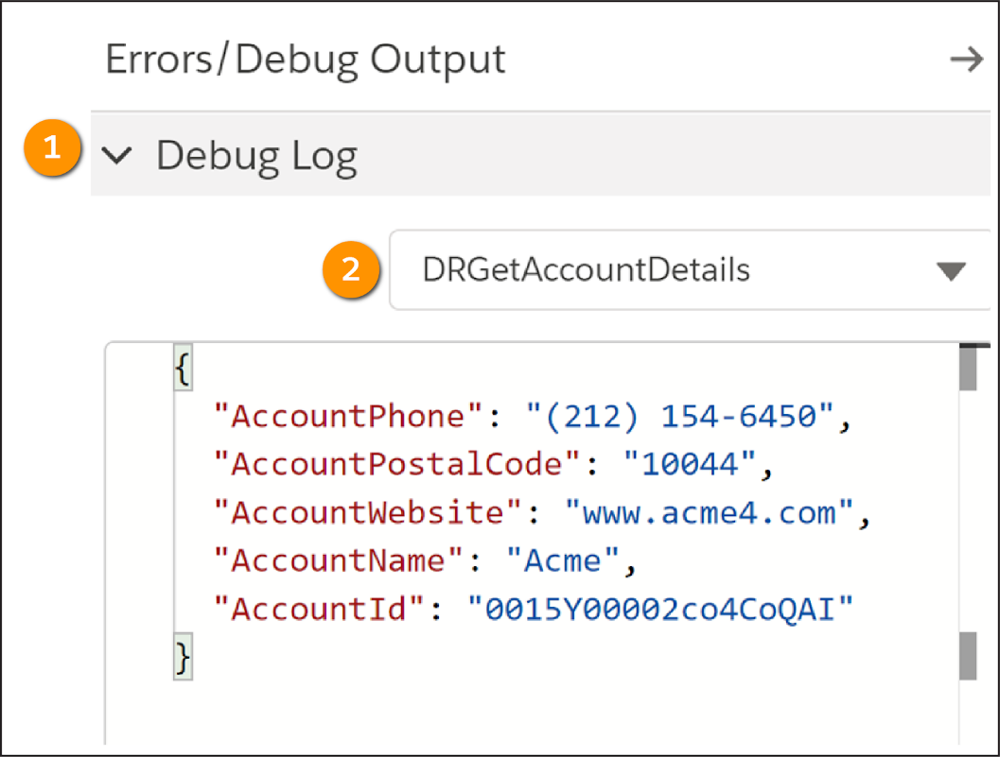 Errors/Debug Output
1
Debug Log
2
DRGetAccountDetails
{
"AccountPhone": "(212) 154-6450",
"AccountPostalCode": "10044",
"AccountWebsite": "www.acme4.com",
"AccountName": "Acme",
"AccountId": "0015Y00002co4CoQAI"
}